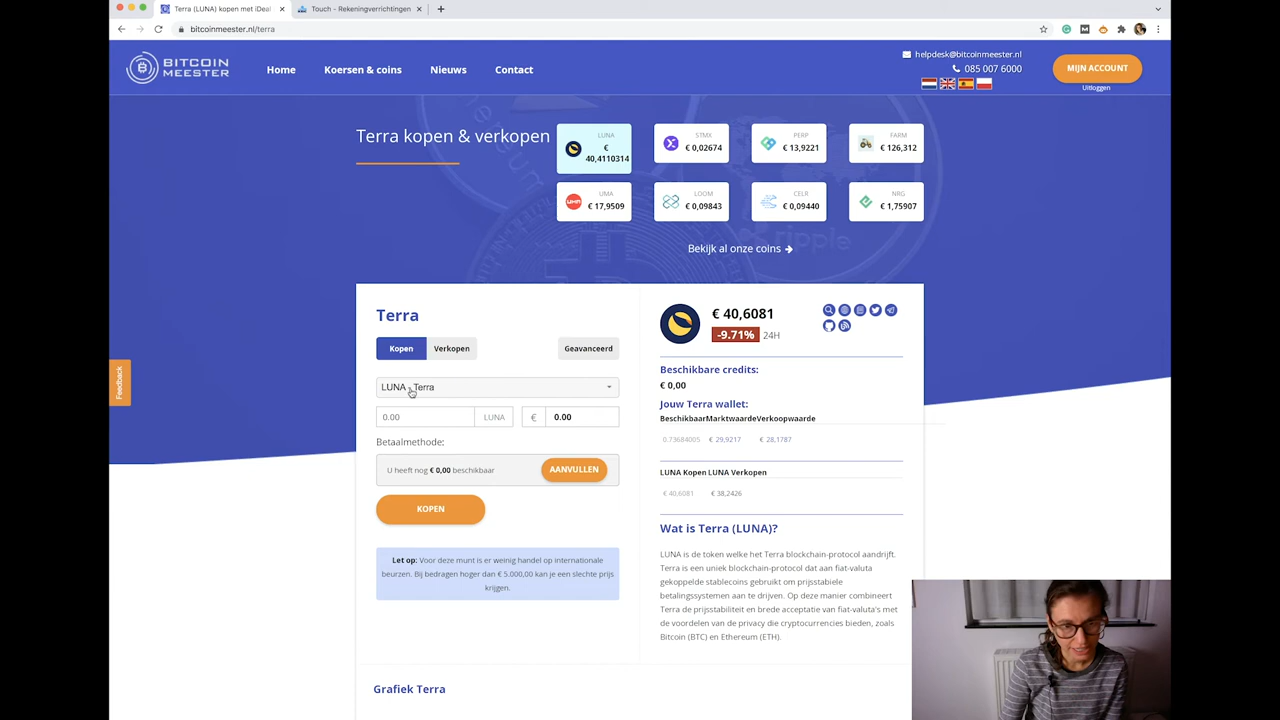 Terra (LUNA) kopen met iDeal
Touch - Rekeningverrichtingen
bitcoinmeester.nl/terra
BITCOIN
MEESTER
Home
Koersen & coins
Nieuws
Contact
helpdesk@bitcoinmeester.nl
085 007 6000
MIJN ACCOUNT
Uitloggen
Terra kopen & verkopen
LUNA
€
40,4110314
STMX
€ 0,02674
PERP
€ 13,9221
FARM
€ 126,312
UMA
€ 17,9509
LOOM
€ 0,09843
CELR
€ 0,09440
NRG
€ 1,75907
Bekijk al onze coins
ripple
Feedback
Terra
Kopen
Verkopen
Geavanceerd
LUNA - Terra
0.00 LUNA
€ 0.00
Betaalmethode:
U heeft nog € 0,00 beschikbaar
AANVULLEN
KOPEN
Let op: Voor deze munt is er weinig handel op internationale
beurzen. Bij bedragen hoger dan € 5.000,00 kan je een slechte prijs
krijgen.
€ 40,6081
-9.71% 24H
Beschikbare credits:
€ 0,00
Jouw Terra wallet:
BeschikbaarMarktwaardeVerkoopwaarde
0.73684005 € 29,9217 € 28,1787
LUNA Kopen LUNA Verkopen
€ 40,6081 € 38,2426
Wat is Terra (LUNA)?
LUNA is de token welke het Terra blockchain-protocol aandrijft.
Terra is een uniek blockchain-protocol dat aan fiat-valuta
gekoppelde stablecoins gebruikt om prijsstabiele
betalingssystemen aan te drijven. Op deze manier combineert
Terra de prijsstabiliteit en brede acceptatie van fiat-valuta's met
de voordelen van de privacy die cryptocurrencies bieden, zoals
Bitcoin (BTC) en Ethereum (ETH).
Grafiek Terra